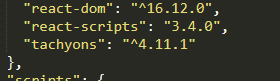 "react-dom": "^16.12.0",
"react-scripts": "3.4.0",
"tachyons": "^4.11.1"
},
"scripts": {